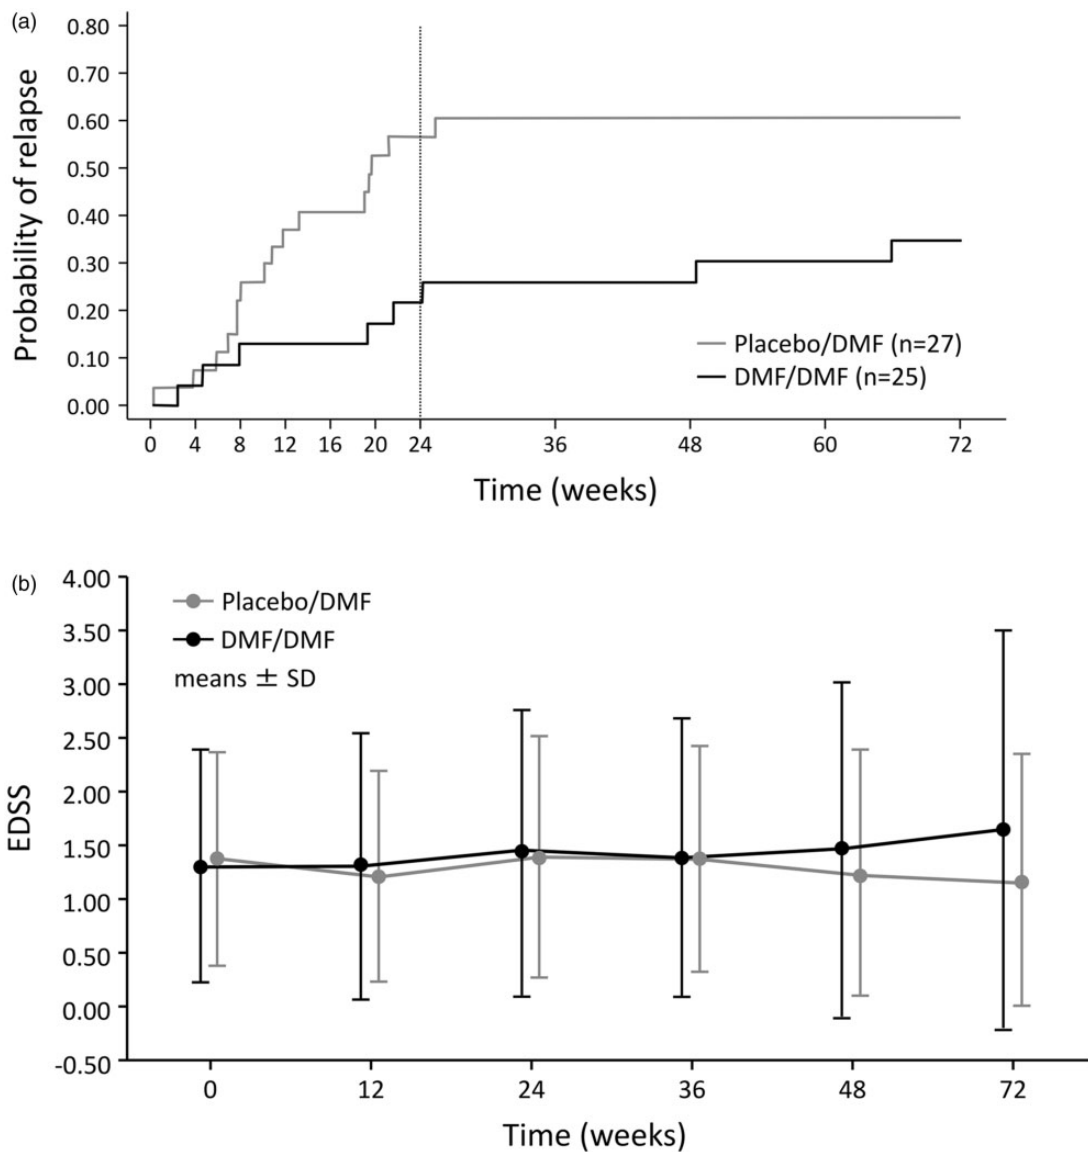 (a)
Probability of relapse
0.80
0.70
0.60
0.50
0.40
0.30
0.20
0.10
0.00
Placebo/DMF (n=27)
DMF/DMF (n=25)
0 4 8 12 16 20 24 36 48 60 72
Time (weeks)
(b)
EDSS
4.00
3.50
3.00
2.50
2.00
1.50
1.00
0.50
0.00
-0.50
Placebo/DMF
DMF/DMF
means ± SD
0 12 24 36 48 72
Time (weeks)